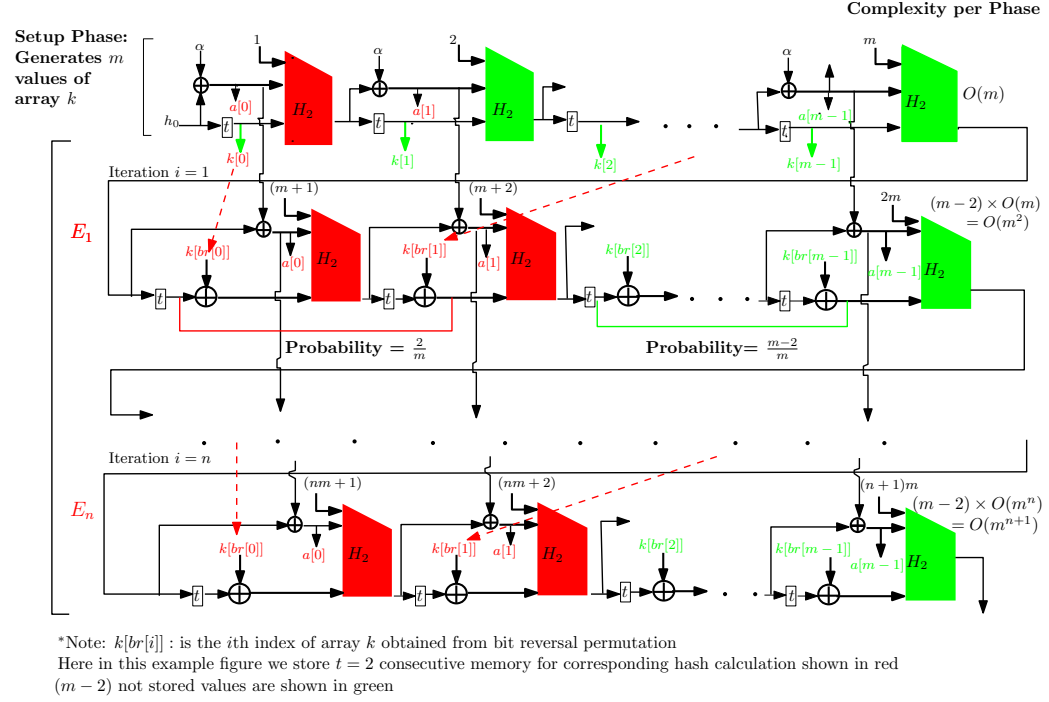 Complexity per Phase
Setup Phase:
Generates m
values of
array k
α
1
α
2
α
m
a[0]
a[1]
a[m − 1]
H₂
H₂
H₂
O(m)
h₀
t
t
t
t
k[0]
k[1]
k[2]
k[m−1]
Iteration i = 1
(m + 1)
(m + 2)
2m
(m − 2) × O(m)
= O(m²)
E₁
k[br[0]]
a[0]
H₂
k[br[1]]
a[1]
H₂
k[br[2]]
k[br[m−1]]
a[m−1]
H₂
t
t
t
t
Probability = 2/m
Probability= m−2/m
Iteration i = n
(nm + 1)
(nm + 2)
(n + 1)m
(m − 2) × O(mⁿ)
= O(mⁿ⁺¹)
Eₙ
k[br[0]]
a[0]
H₂
k[br[1]]
a[1]
H₂
k[br[2]]
k[br[m−1]]
a[m−1]
H₂
t
t
t
t
*Note: k[br[i]] : is the ith index of array k obtained from bit reversal permutation
Here in this example figure we store t = 2 consecutive memory for corresponding hash calculation shown in red
(m − 2) not stored values are shown in green